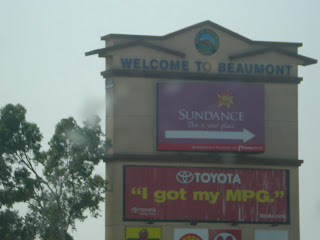 WELCOME TO BEAUMONT
SUNDANCE
This is your place
TOYOTA
"I got my MPG."